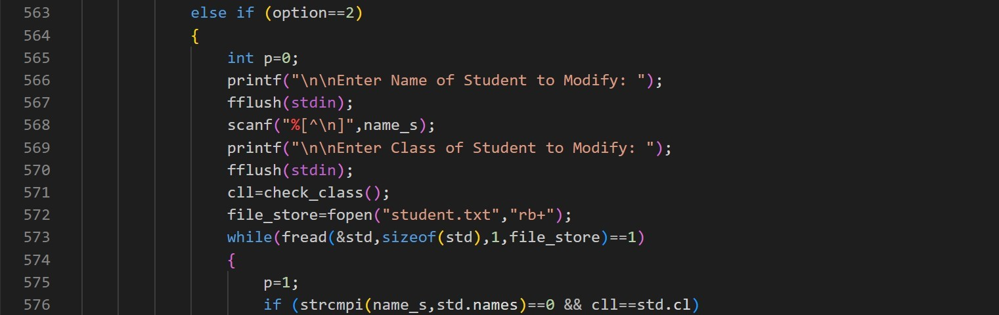 563 else if (option==2)
564 {
565 int p=0;
566 printf("\n\nEnter Name of Student to Modify: ");
567 fflush(stdin);
568 scanf("%[^\n]",name_s);
569 printf("\n\nEnter Class of Student to Modify: ");
570 fflush(stdin);
571 cll=check_class();
572 file_store=fopen("student.txt","rb+");
573 while(fread(&std,sizeof(std),1,file_store)==1)
574 {
575 p=1;
576 if (strcmpi(name_s,std.names)==0 && cll==std.cl)